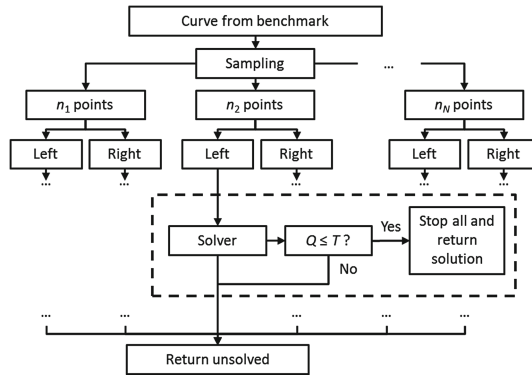 Curve from benchmark
Sampling
...
n₁ points
n₂ points
n_N points
Left
Right
Left
Right
Left
Right
...
...
...
...
...
Solver
Q ≤ T ?
Yes
Stop all and
return
solution
No
...
...
...
...
...
Return unsolved